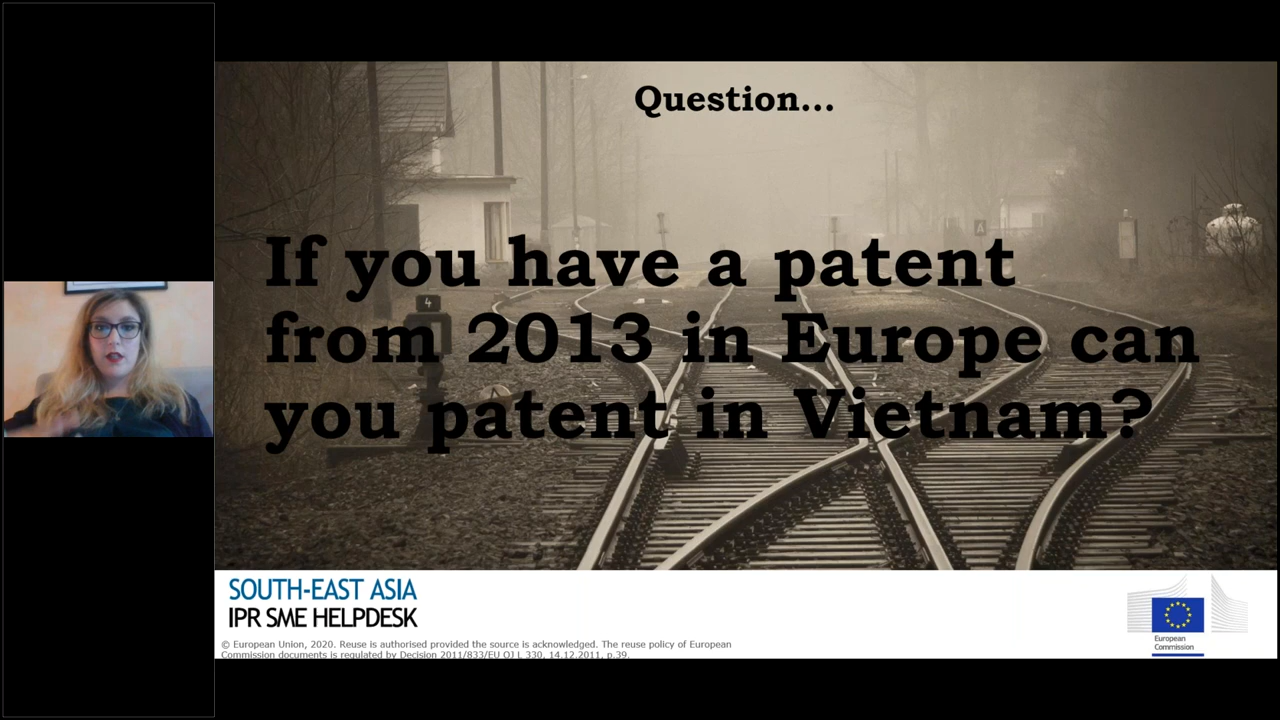 Question...
If you have a patent
from 2013 in Europe can
you patent in Vietnam?
4
A
SOUTH-EAST ASIA
IPR SME HELPDESK
© European Union, 2020. Reuse is authorised provided the source is acknowledged. The reuse policy of European
Commission documents is regulated by Decision 2011/833/EU OJ L 330, 14.12.2011, p.39.
European
Commission